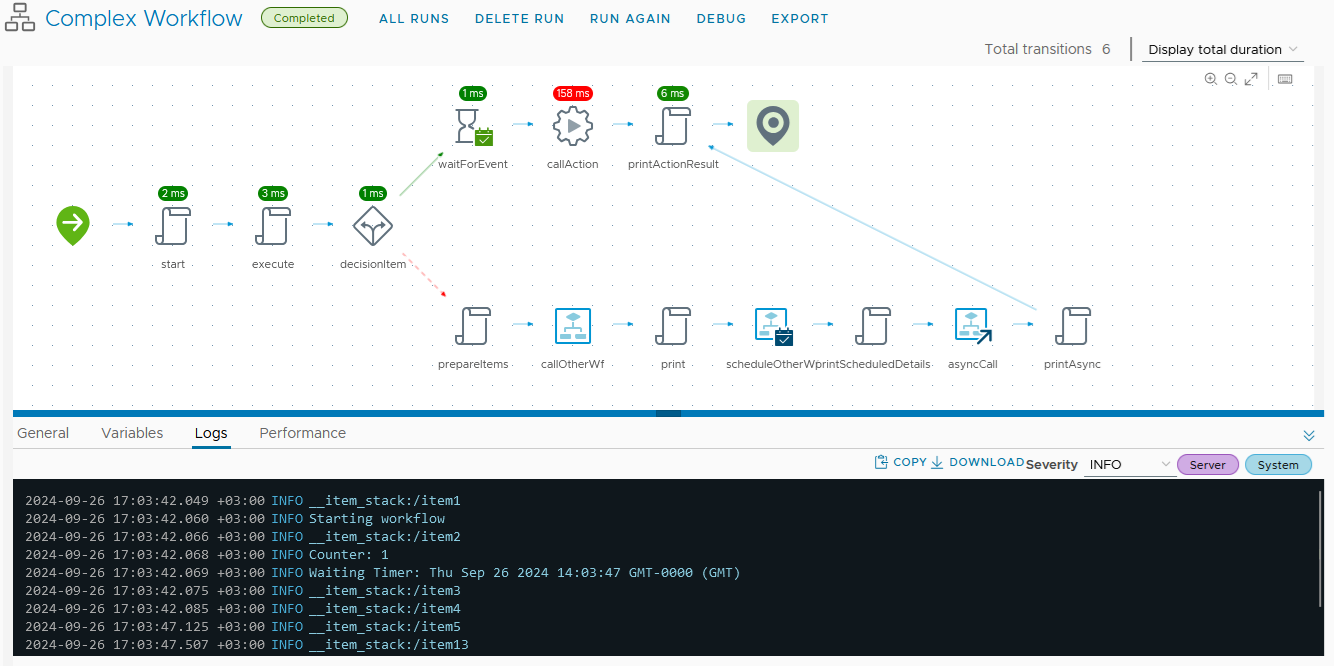 Complex Workflow Completed ALL RUNS DELETE RUN RUN AGAIN DEBUG EXPORT
Total transitions 6 Display total duration
1 ms 158 ms 6 ms
waitForEvent callAction printActionResult
2 ms 3 ms 1 ms
start execute decisionItem
prepareItems callOtherWf print scheduleOtherW printScheduledDetails asyncCall printAsync
General Variables Logs Performance
COPY DOWNLOAD Severity INFO Server System
2024-09-26 17:03:42.049 +03:00 INFO __item_stack:/item1
2024-09-26 17:03:42.060 +03:00 INFO Starting workflow
2024-09-26 17:03:42.066 +03:00 INFO __item_stack:/item2
2024-09-26 17:03:42.068 +03:00 INFO Counter: 1
2024-09-26 17:03:42.069 +03:00 INFO Waiting Timer: Thu Sep 26 2024 14:03:47 GMT-0000 (GMT)
2024-09-26 17:03:42.075 +03:00 INFO __item_stack:/item3
2024-09-26 17:03:42.085 +03:00 INFO __item_stack:/item4
2024-09-26 17:03:47.125 +03:00 INFO __item_stack:/item5
2024-09-26 17:03:47.507 +03:00 INFO __item_stack:/item13